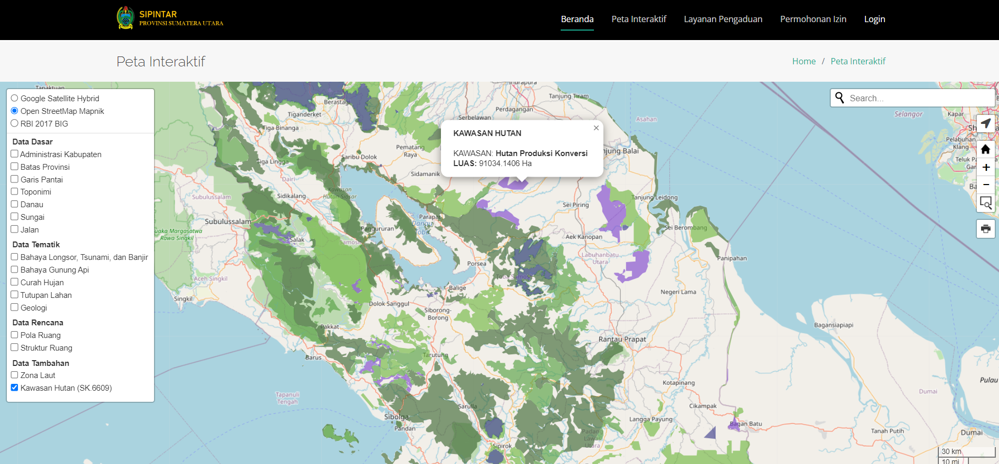 SIPINTAR
PROVINSI SUMATERA UTARA
Beranda
Peta Interaktif
Layanan Pengaduan
Permohonan Izin
Login
Peta Interaktif
Home / Peta Interaktif
Google Satellite Hybrid
Open StreetMap Mapnik
RBI 2017 BIG
Data Dasar
Administrasi Kabupaten
Batas Provinsi
Garis Pantai
Toponimi
Danau
Sungai
Jalan
Data Tematik
Bahaya Longsor, Tsunami, dan Banjir
Bahaya Gunung Api
Curah Hujan
Tutupan Lahan
Geologi
Data Rencana
Pola Ruang
Struktur Ruang
Data Tambahan
Zona Laut
Kawasan Hutan (SK.6609)
KAWASAN HUTAN
×
KAWASAN: Hutan Produksi Konversi
LUAS: 91034.1406 Ha
Search...
+
−
Tapaktuan
Berastagi
Tiganderket
Tiga Binanga
Indrapura
Tanjung Tiram
Perdagangan
Serbelawan
Asahan
Selangor
Kapar
Pelabuhan
Klang
Pematang
Raya
Saribu Dolok
Tiga Lingga
Sidamanik
njung Balai
Dairi
Kawasan
Hutan Siosar
Sidikalang
Subulussalam
Subulussalam
Parapat
Danau
Toba
Pangururan
Samosir
Salak
uaka Margasatwa
Rawa Singkil
Aceh Singkil
Singkil
Sei Piring
Tanjung Leidong
Sei Berombang
Aek Kanopan
Labuhanbatu
Utara
Panipahan
Porsea
Toba Samosir
Balige
Dolok Sanggul
Siborong-
Borong
Negeri Lama
Pakkat
Bagansiapiapi
Rantau Prapat
Barus
Tarutung
Kotapinang
Pulau
Dumai
Tapanuli
Tengah
Sarulla
Cikampak
Sibolga
Langga Payung
Bagan Batu
Pandan
Padang
Lawas
Utara
Tanah Putih
Dumai
Sipirok
30 km
10 mi